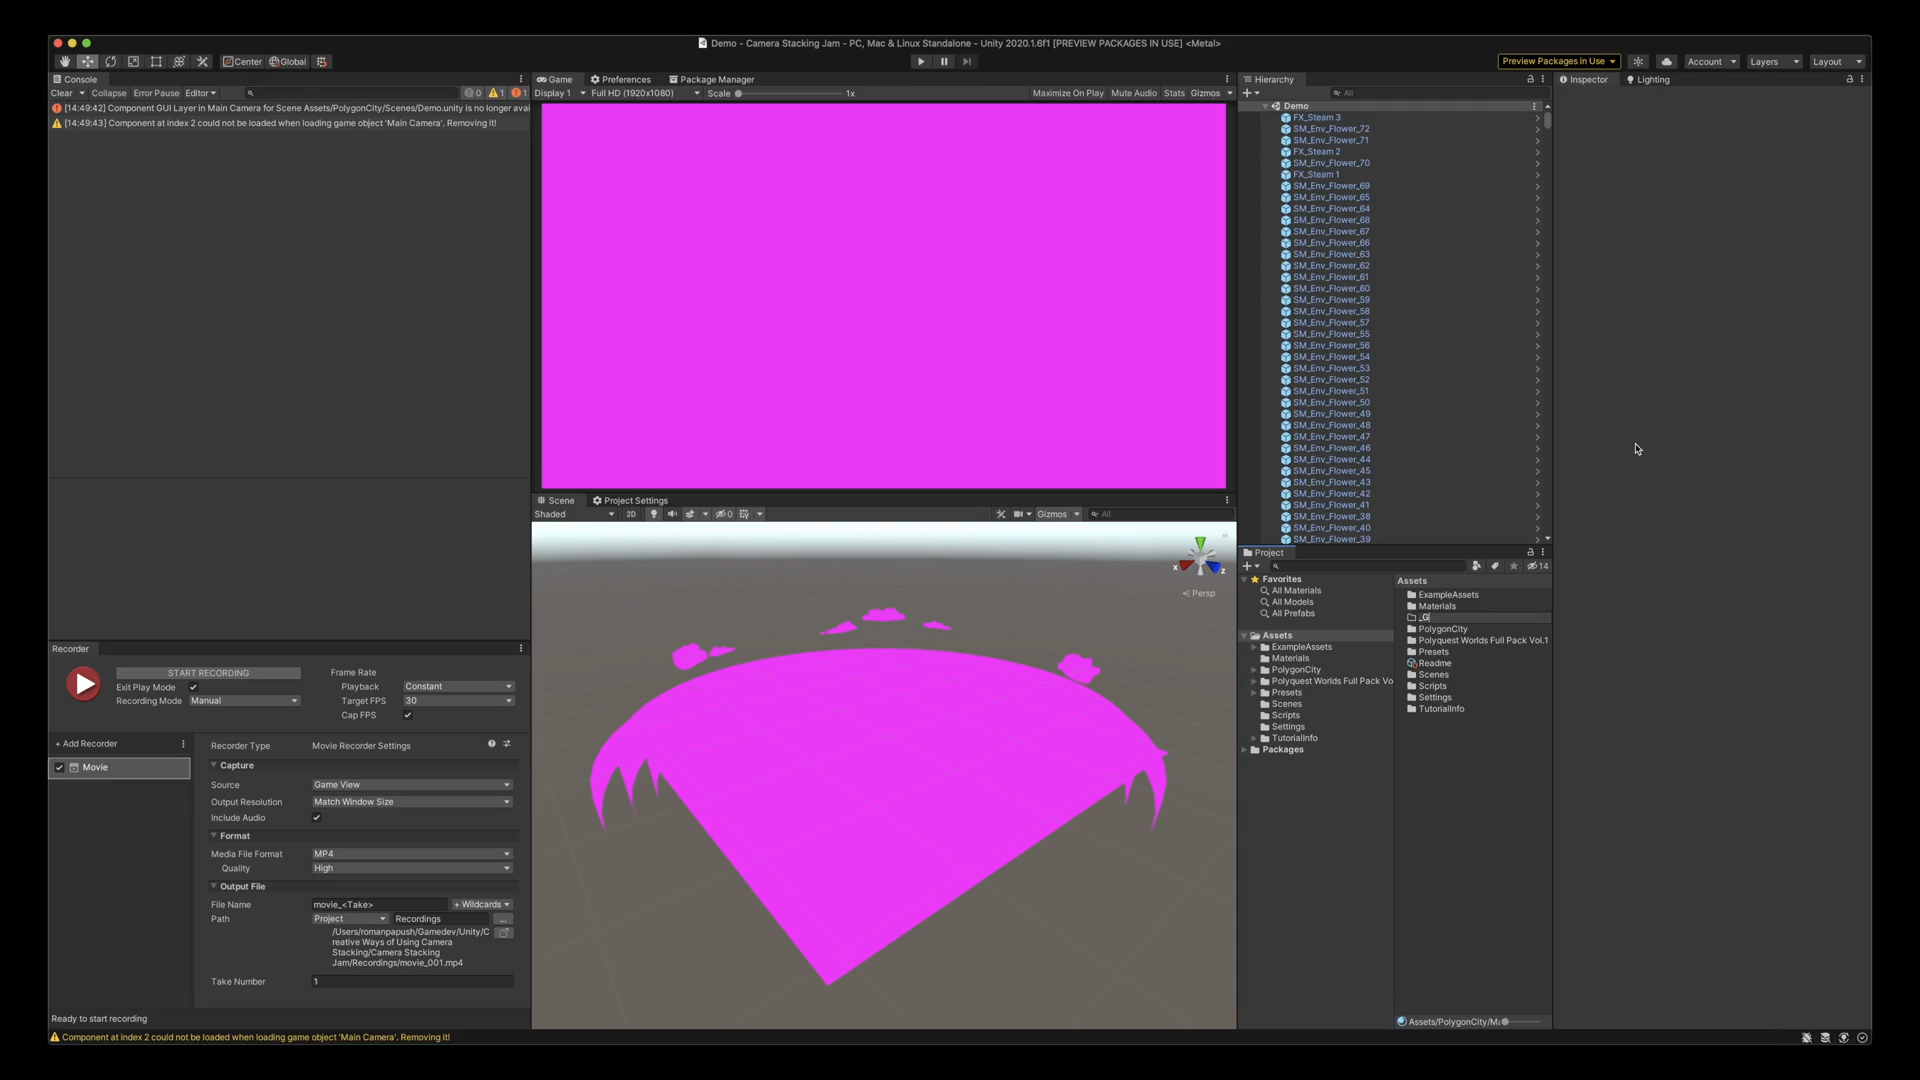 Demo - Camera Stacking Jam - PC, Mac & Linux Standalone - Unity 2020.1.6f1 [PREVIEW PACKAGES IN USE] <Metal>
Center Global Preview Packages in Use Account Layers Layout
Console
Clear Collapse Error Pause Editor 0 1 1
[14:49:42] Component GUI Layer in Main Camera for Scene Assets/PolygonCity/Scenes/Demo.unity is no longer avai
[14:49:43] Component at index 2 could not be loaded when loading game object 'Main Camera'. Removing it!
Game Preferences Package Manager
Display 1 Full HD (1920x1080) Scale 1x Maximize On Play Mute Audio Stats Gizmos
Scene Project Settings
Shaded 2D 0 Gizmos All
X Z
Persp
Hierarchy
All
Demo
FX_Steam 3
SM_Env_Flower_72
SM_Env_Flower_71
FX_Steam 2
SM_Env_Flower_70
FX_Steam 1
SM_Env_Flower_69
SM_Env_Flower_65
SM_Env_Flower_64
SM_Env_Flower_68
SM_Env_Flower_67
SM_Env_Flower_66
SM_Env_Flower_63
SM_Env_Flower_62
SM_Env_Flower_61
SM_Env_Flower_60
SM_Env_Flower_59
SM_Env_Flower_58
SM_Env_Flower_57
SM_Env_Flower_55
SM_Env_Flower_56
SM_Env_Flower_54
SM_Env_Flower_53
SM_Env_Flower_52
SM_Env_Flower_51
SM_Env_Flower_50
SM_Env_Flower_49
SM_Env_Flower_48
SM_Env_Flower_47
SM_Env_Flower_46
SM_Env_Flower_44
SM_Env_Flower_45
SM_Env_Flower_43
SM_Env_Flower_42
SM_Env_Flower_41
SM_Env_Flower_38
SM_Env_Flower_40
SM_Env_Flower_39
Inspector Lighting
Project
14
Favorites
All Materials
All Models
All Prefabs
Assets
ExampleAssets
Materials
PolygonCity
Polyquest Worlds Full Pack Vo
Presets
Scenes
Scripts
Settings
TutorialInfo
Packages
Assets
ExampleAssets
Materials
_G
PolygonCity
Polyquest Worlds Full Pack Vol.1
Presets
Readme
Scenes
Scripts
Settings
TutorialInfo
Assets/PolygonCity/Ma
Recorder
START RECORDING
Exit Play Mode
Recording Mode Manual
Frame Rate
Playback Constant
Target FPS 30
Cap FPS
+ Add Recorder
Movie
Recorder Type Movie Recorder Settings
Capture
Source Game View
Output Resolution Match Window Size
Include Audio
Format
Media File Format MP4
Quality High
Output File
File Name movie_<Take> + Wildcards
Path Project Recordings ...
/Users/romanpapush/Gamedev/Unity/C
reative Ways of Using Camera
Stacking/Camera Stacking
Jam/Recordings/movie_001.mp4
Take Number 1
Ready to start recording
Component at index 2 could not be loaded when loading game object 'Main Camera'. Removing it!